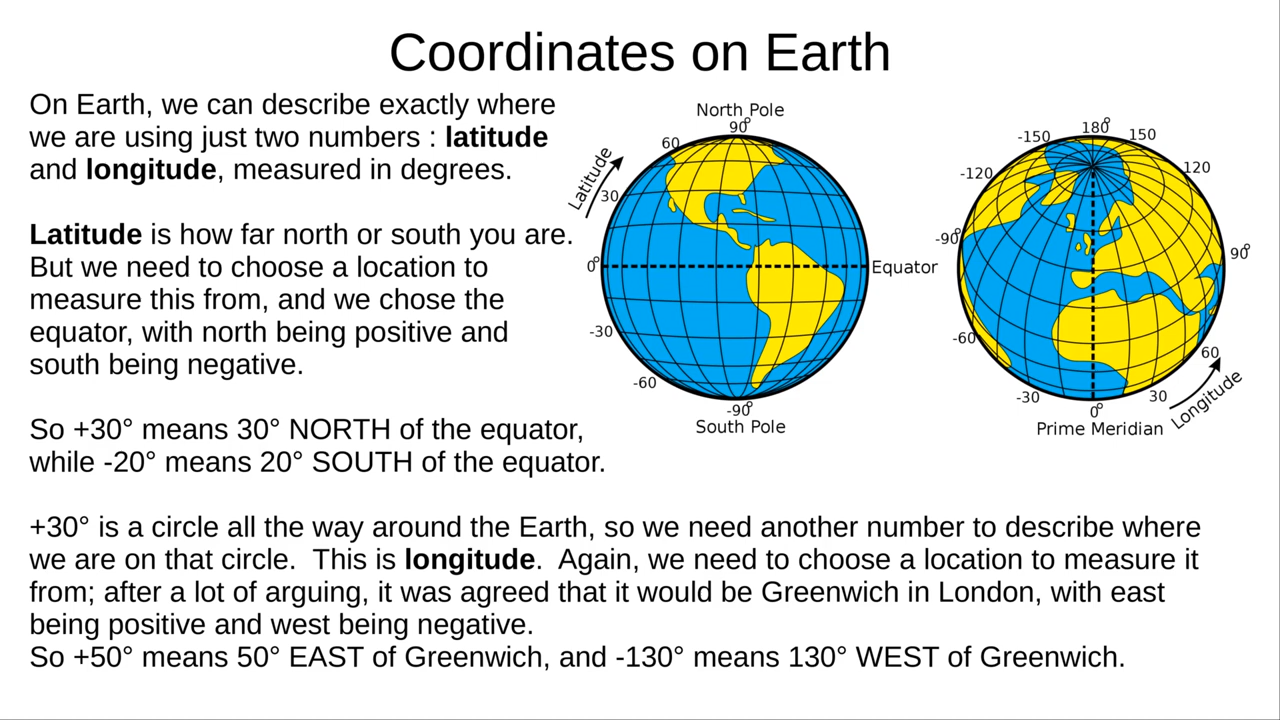 Coordinates on Earth
On Earth, we can describe exactly where
we are using just two numbers : latitude
and longitude, measured in degrees.
Latitude is how far north or south you are.
But we need to choose a location to
measure this from, and we chose the
equator, with north being positive and
south being negative.
So +30° means 30° NORTH of the equator,
while -20° means 20° SOUTH of the equator.
North Pole
90°
60
Latitude
30
0°
Equator
-30
-60
-90°
South Pole
180°
-150
150
-120
120
-90°
90°
-60
60
-30
30
0°
Longitude
Prime Meridian
+30° is a circle all the way around the Earth, so we need another number to describe where
we are on that circle.  This is longitude.  Again, we need to choose a location to measure it
from; after a lot of arguing, it was agreed that it would be Greenwich in London, with east
being positive and west being negative.
So +50° means 50° EAST of Greenwich, and -130° means 130° WEST of Greenwich.